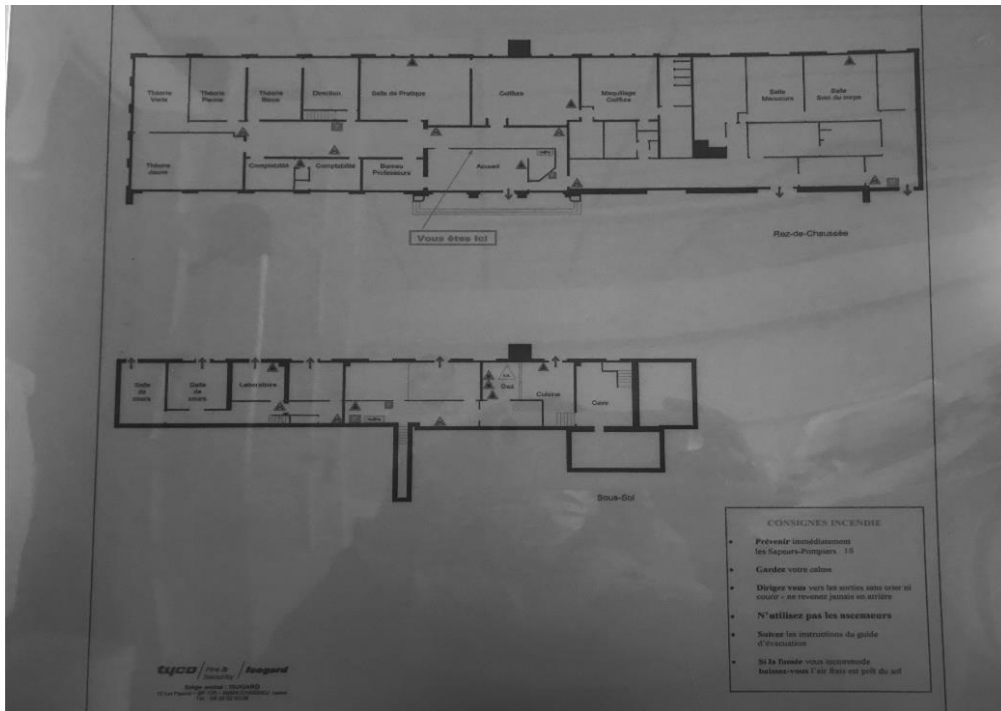 Théorie
Verte
Théorie
Théorie
Direction
Salle de Pratique
Coiffure
Maquillage
Coiffure
Salle
Manucure
Salle
Soin du corps
Théorie
Jaune
Comptabilité
Comptabilité
Bureau
Professeurs
Accueil
Vous êtes ici
Rez-de-Chaussée
Salle
de
cours
Salle
de
cours
Laboratoire
Gaz
Cuisine
Cave
Sous-Sol
CONSIGNES INCENDIE
Prévenir immédiatement
les Sapeurs-Pompiers 18
Gardez votre calme
Dirigez vous vers les sorties sans crier ni
courir - ne revenez jamais en arrière
N'utilisez pas les ascenseurs
Suivez les instructions du guide
d'évacuation
Si la fumée vous incommode
baissez-vous l'air frais est près du sol
tyco Fire &
Security Isogard